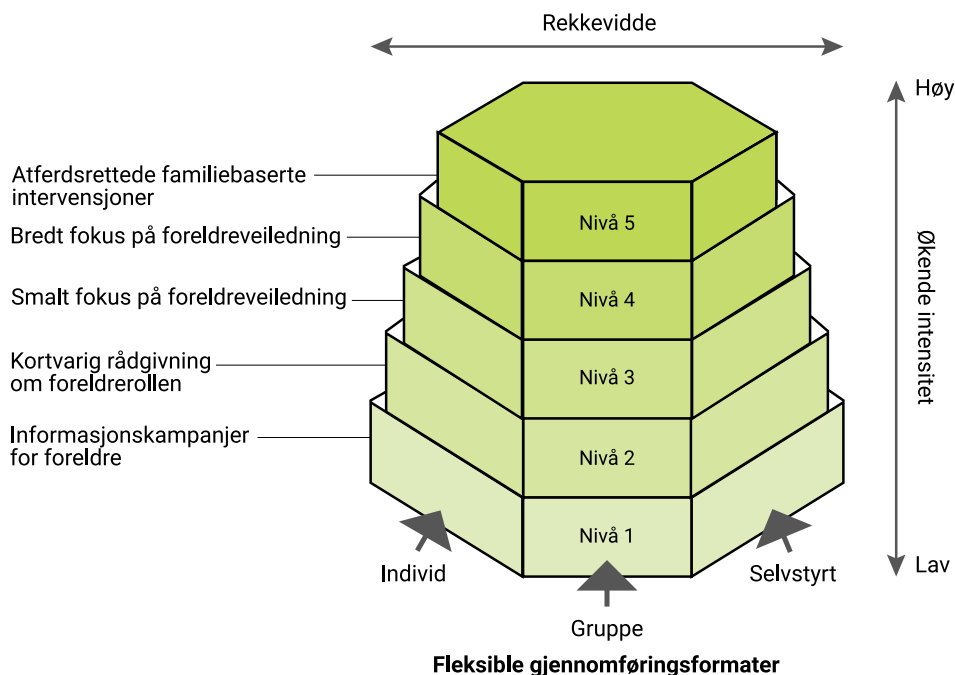 Rekkevidde
Høy
Atferdsrettede familiebaserte
intervensjoner
Bredt fokus på foreldreveiledning
Smalt fokus på foreldreveiledning
Kortvarig rådgivning
om foreldrerollen
Informasjonskampanjer
for foreldre
Nivå 5
Nivå 4
Nivå 3
Nivå 2
Nivå 1
Økende intensitet
Lav
Individ
Gruppe
Selvstyrt
Fleksible gjennomføringsformater